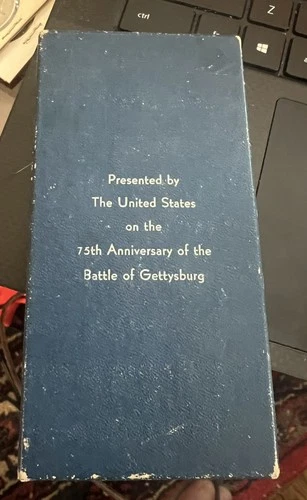 ctrl
Z
Presented by
The United States
on the
75th Anniversary of the
Battle of Gettysburg